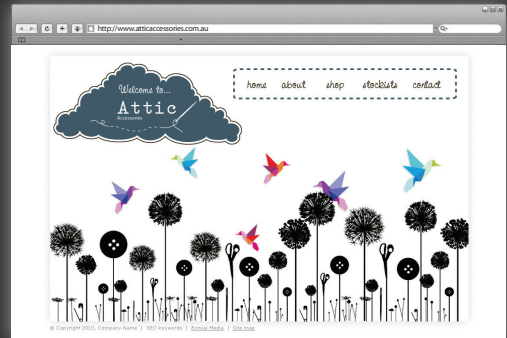 http://www.atticaccessories.com.au
Q-
Welcome to...
Attic
Accessories
home about shop stockists contact
© Copyright 2010, Company Name | SEO keywords | Bonsai Media | Site map